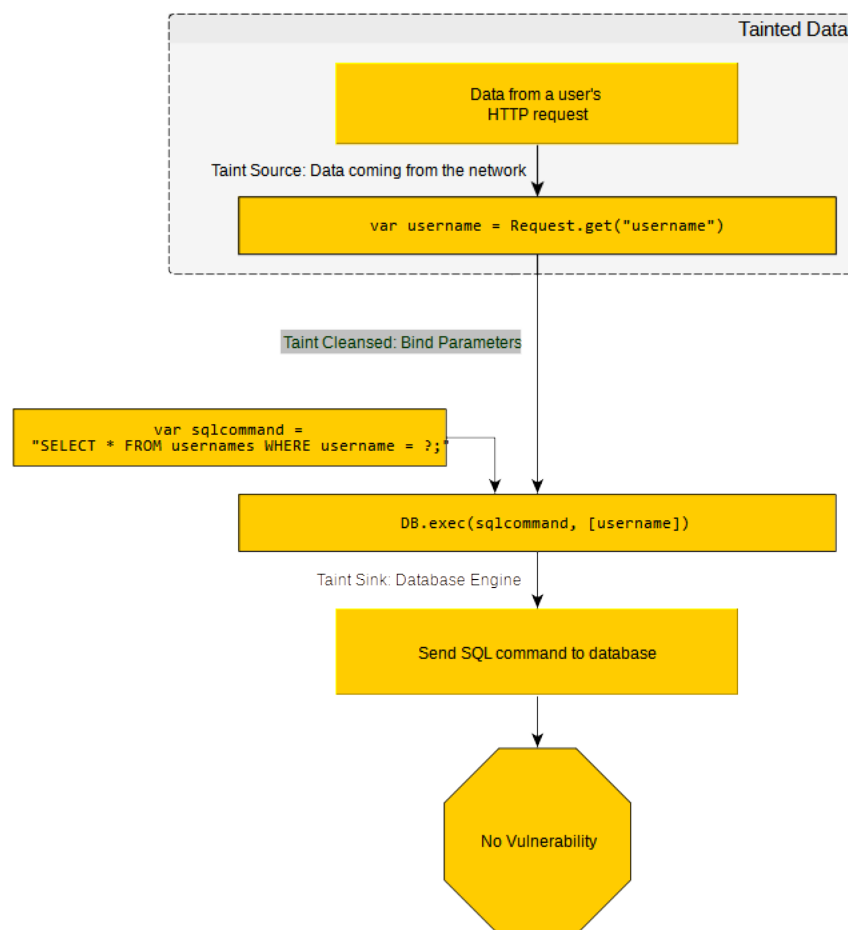 Tainted Data
Data from a user's
HTTP request
Taint Source: Data coming from the network
var username = Request.get("username")
Taint Cleansed: Bind Parameters
var sqlcommand =
"SELECT * FROM usernames WHERE username = ?;"
DB.exec(sqlcommand, [username])
Taint Sink: Database Engine
Send SQL command to database
No Vulnerability